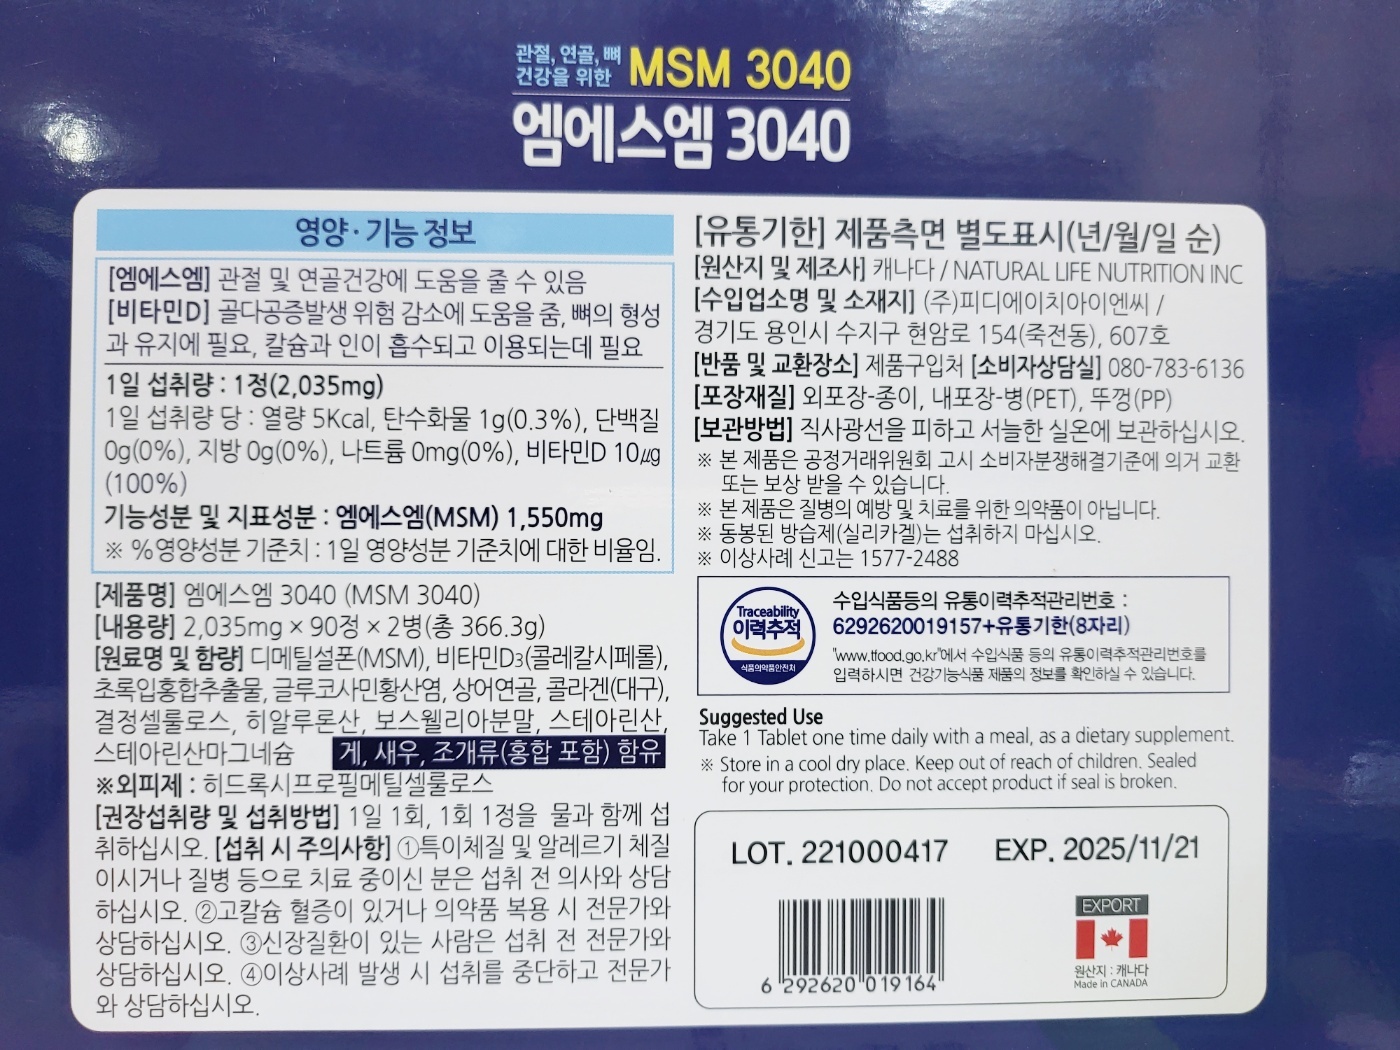 관절, 연골, 뼈
건강을 위한
MSM 3040
엠에스엠 3040
영양·기능 정보
[엠에스엠] 관절 및 연골건강에 도움을 줄 수 있음
[비타민D] 골다공증발생 위험 감소에 도움을 줌, 뼈의 형성
과 유지에 필요, 칼슘과 인이 흡수되고 이용되는데 필요
1일 섭취량 : 1정(2,035mg)
1일 섭취량 당 : 열량 5Kcal, 탄수화물 1g(0.3%), 단백질
0g(0%), 지방 0g(0%), 나트륨 0mg(0%), 비타민D 10㎍
(100%)
기능성분 및 지표성분 : 엠에스엠(MSM) 1,550mg
※ %영양성분 기준치 : 1일 영양성분 기준치에 대한 비율임.
[제품명] 엠에스엠 3040 (MSM 3040)
[내용량] 2,035mg × 90정 × 2병(총 366.3g)
[원료명 및 함량] 디메틸설폰(MSM), 비타민D3(콜레칼시페롤),
초록입홍합추출물, 글루코사민황산염, 상어연골, 콜라겐(대구),
결정셀룰로스, 히알루론산, 보스웰리아분말, 스테아린산,
스테아린산마그네슘 게, 새우, 조개류(홍합 포함) 함유
※외피제 : 히드록시프로필메틸셀룰로스
[권장섭취량 및 섭취방법] 1일 1회, 1회 1정을 물과 함께 섭
취하십시오. [섭취 시 주의사항] ①특이체질 및 알레르기 체질
이시거나 질병 등으로 치료 중이신 분은 섭취 전 의사와 상담
하십시오. ②고칼슘 혈증이 있거나 의약품 복용 시 전문가와
상담하십시오. ③신장질환이 있는 사람은 섭취 전 전문가와
상담하십시오. ④이상사례 발생 시 섭취를 중단하고 전문가
와 상담하십시오.
[유통기한] 제품측면 별도표시(년/월/일 순)
[원산지 및 제조사] 캐나다 / NATURAL LIFE NUTRITION INC
[수입업소명 및 소재지] (주)피디에이치아이엔씨 /
경기도 용인시 수지구 현암로 154(죽전동), 607호
[반품 및 교환장소] 제품구입처 [소비자상담실] 080-783-6136
[포장재질] 외포장-종이, 내포장-병(PET), 뚜껑(PP)
[보관방법] 직사광선을 피하고 서늘한 실온에 보관하십시오.
※ 본 제품은 공정거래위원회 고시 소비자분쟁해결기준에 의거 교환
또는 보상 받을 수 있습니다.
※ 본 제품은 질병의 예방 및 치료를 위한 의약품이 아닙니다.
※ 동봉된 방습제(실리카겔)는 섭취하지 마십시오.
※ 이상사례 신고는 1577-2488
Traceability
이력추적
식품의약품안전처
수입식품등의 유통이력추적관리번호 :
6292620019157+유통기한(8자리)
"www.tfood.go.kr"에서 수입식품 등의 유통이력추적관리번호를
입력하시면 건강기능식품 제품의 정보를 확인하실 수 있습니다.
Suggested Use
Take 1 Tablet one time daily with a meal, as a dietary supplement.
※ Store in a cool dry place. Keep out of reach of children. Sealed
for your protection. Do not accept product if seal is broken.
LOT. 221000417 EXP. 2025/11/21
6 292620 019164
EXPORT
원산지 : 캐나다
Made in CANADA